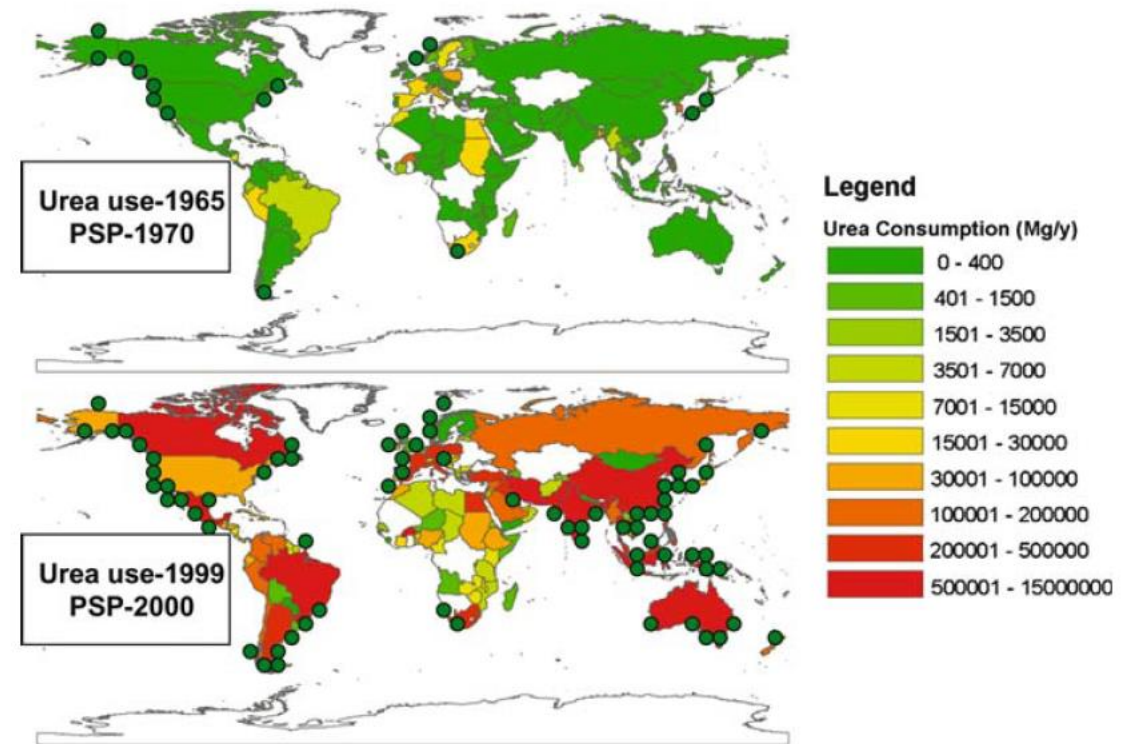 Urea use-1965
PSP-1970
Urea use-1999
PSP-2000
Legend
Urea Consumption (Mg/y)
0 - 400
401 - 1500
1501 - 3500
3501 - 7000
7001 - 15000
15001 - 30000
30001 - 100000
100001 - 200000
200001 - 500000
500001 - 15000000